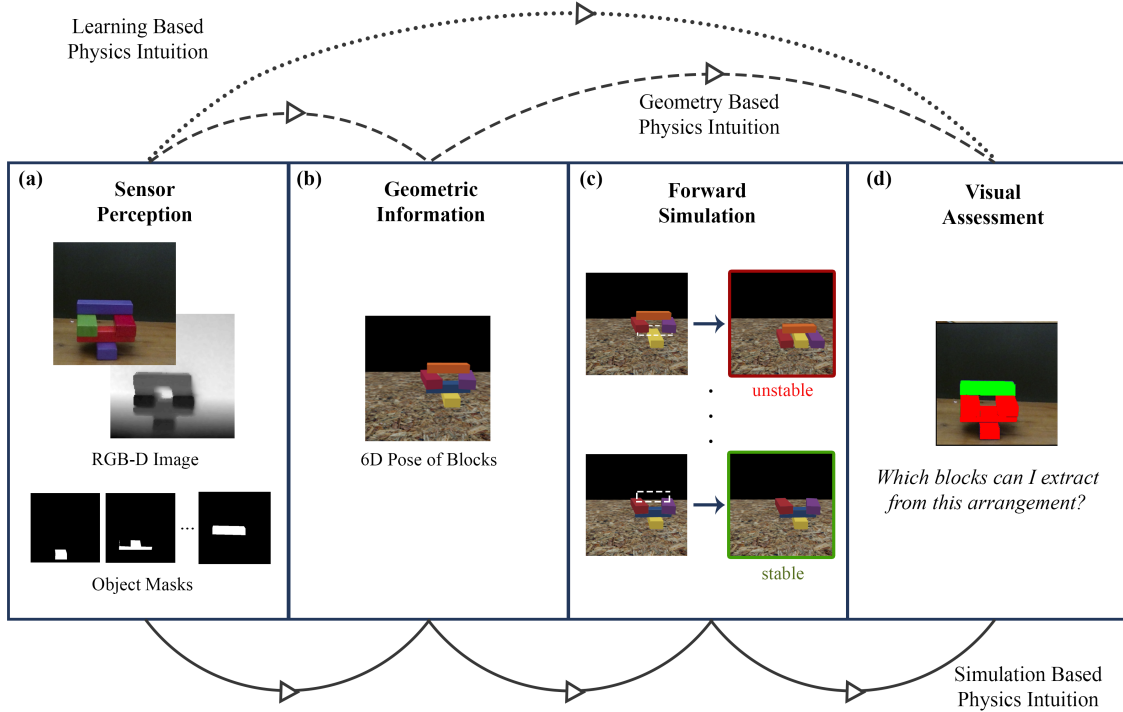 Learning Based
Physics Intuition
Geometry Based
Physics Intuition
(a)
Sensor
Perception
RGB-D Image
...
Object Masks
(b)
Geometric
Information
6D Pose of Blocks
(c)
Forward
Simulation
unstable
stable
(d)
Visual
Assessment
Which blocks can I extract
from this arrangement?
Simulation Based
Physics Intuition